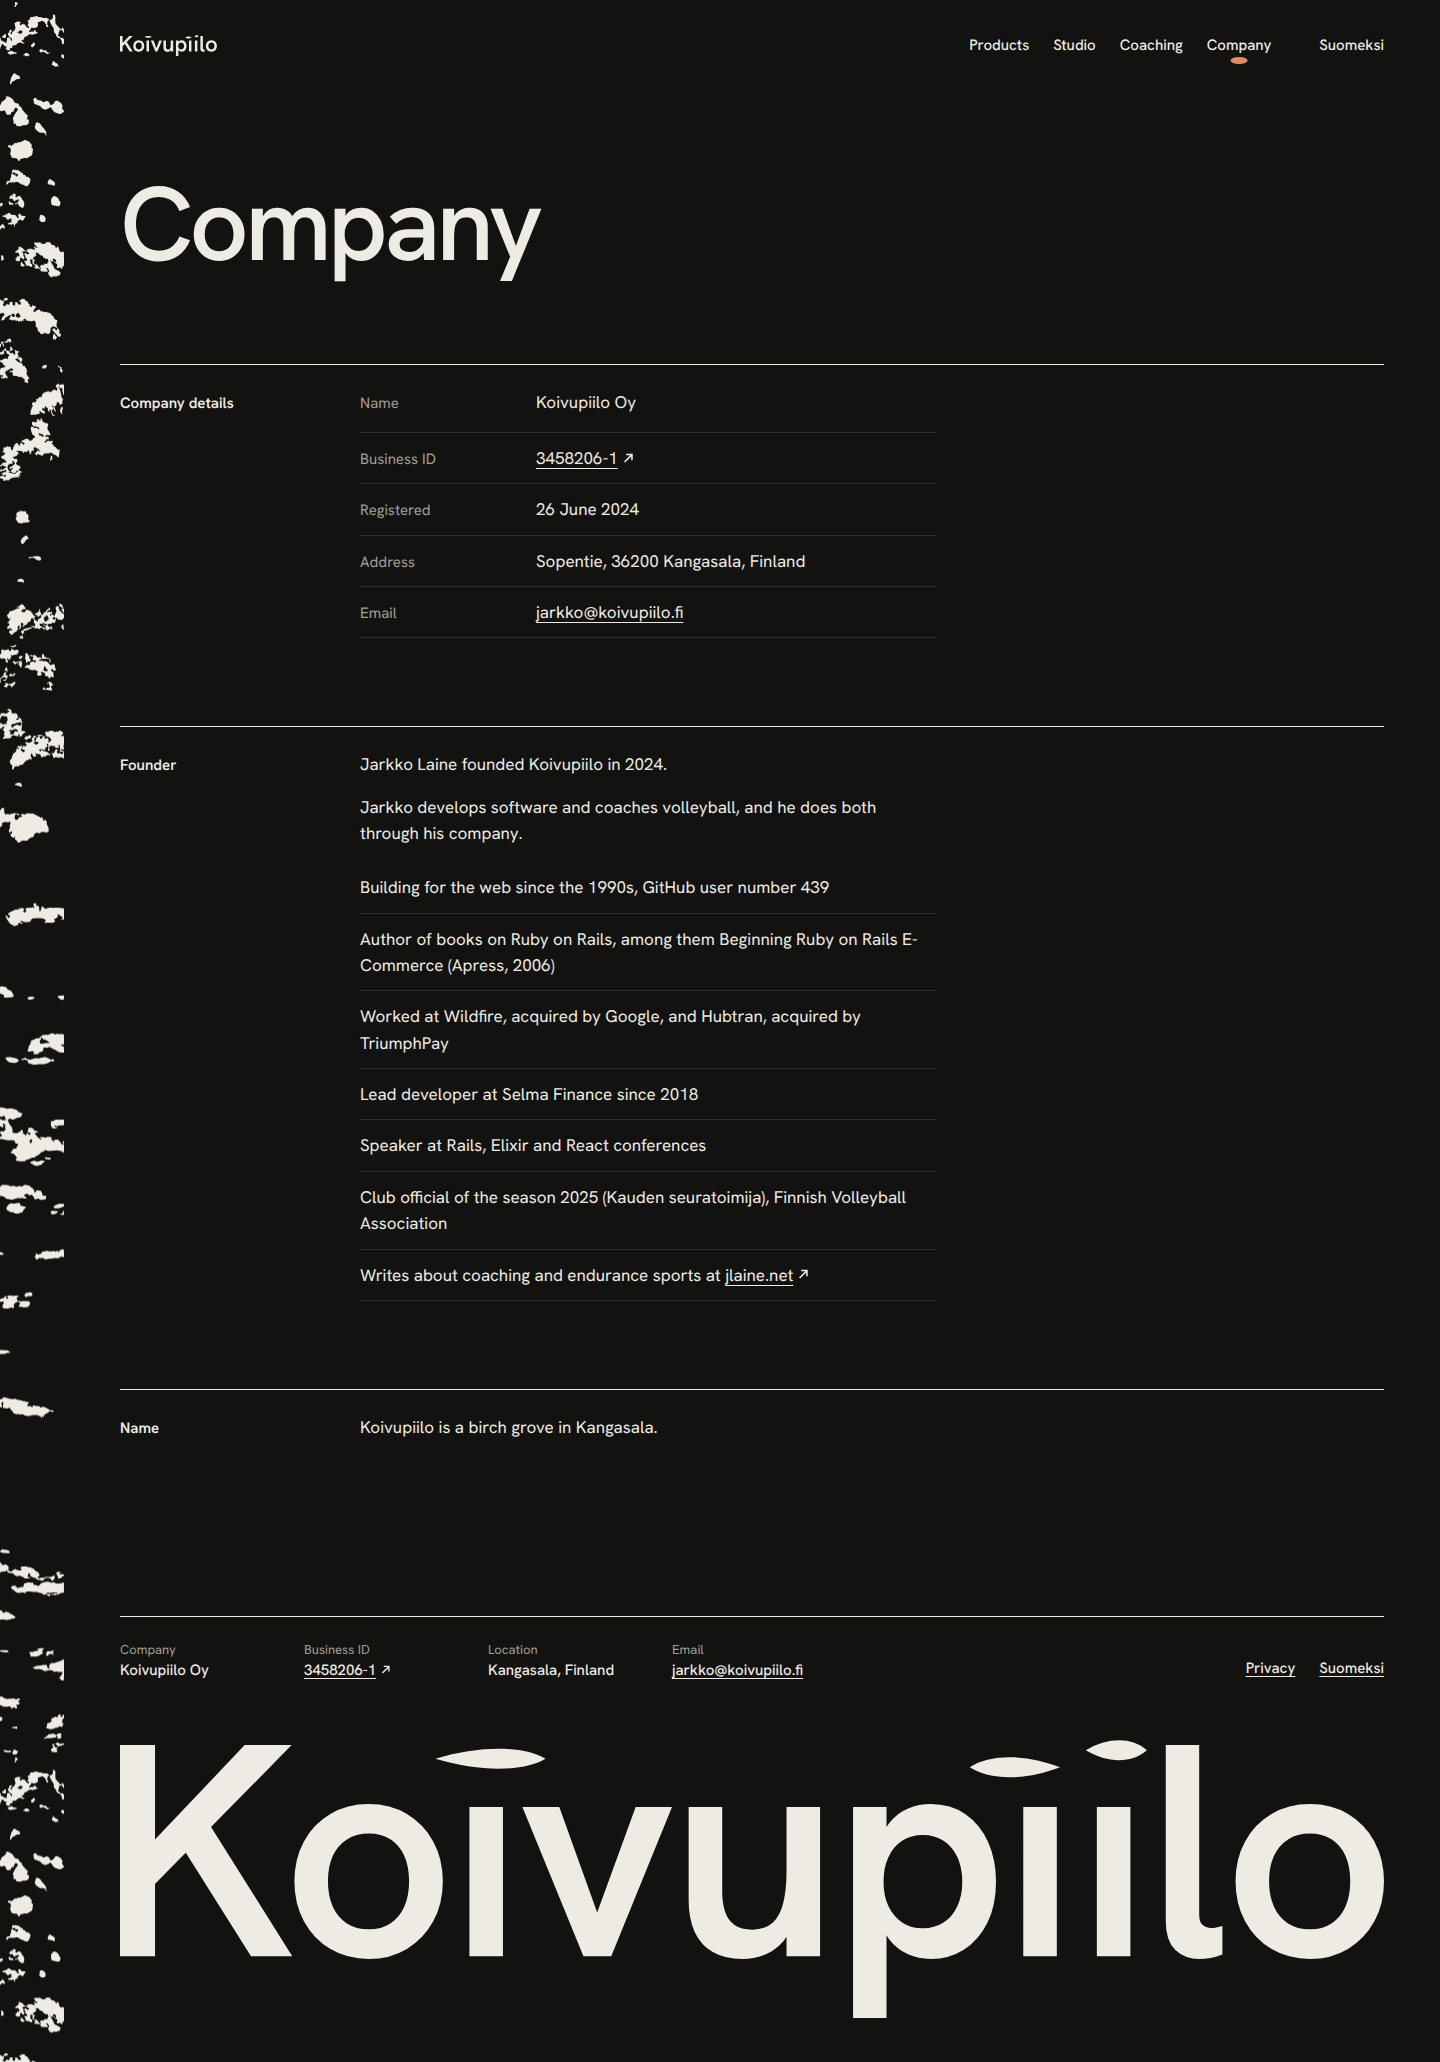 Koivupiilo
Products Studio Coaching Company Suomeksi
Company
Company details
Name Koivupiilo Oy
Business ID 3458206-1 ↗
Registered 26 June 2024
Address Sopentie, 36200 Kangasala, Finland
Email jarkko@koivupiilo.fi
Founder
Jarkko Laine founded Koivupiilo in 2024.
Jarkko develops software and coaches volleyball, and he does both
through his company.
Building for the web since the 1990s, GitHub user number 439
Author of books on Ruby on Rails, among them Beginning Ruby on Rails E-
Commerce (Apress, 2006)
Worked at Wildfire, acquired by Google, and Hubtran, acquired by
TriumphPay
Lead developer at Selma Finance since 2018
Speaker at Rails, Elixir and React conferences
Club official of the season 2025 (Kauden seuratoimija), Finnish Volleyball
Association
Writes about coaching and endurance sports at jlaine.net ↗
Name
Koivupiilo is a birch grove in Kangasala.
Company
Koivupiilo Oy
Business ID
3458206-1 ↗
Location
Kangasala, Finland
Email
jarkko@koivupiilo.fi
Privacy Suomeksi
Koivupiilo